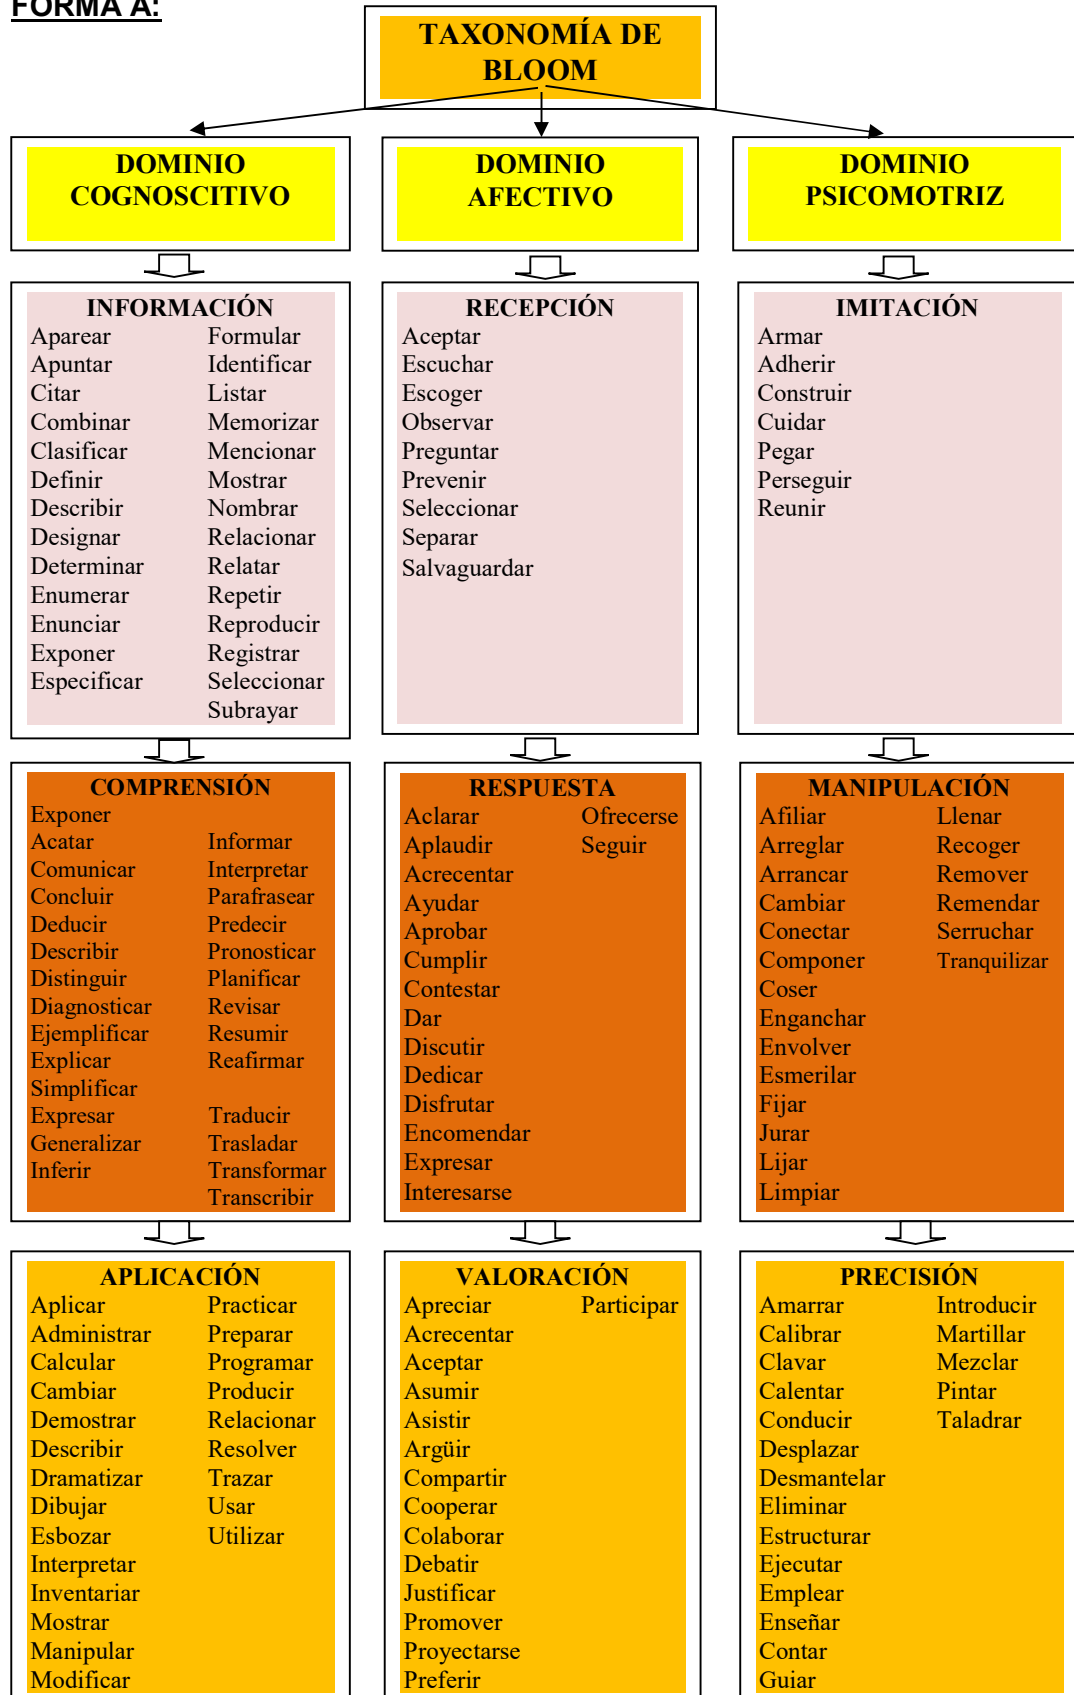 FORMA A:
TAXONOMÍA DE
BLOOM
DOMINIO
COGNOSCITIVO
DOMINIO
AFECTIVO
DOMINIO
PSICOMOTRIZ
INFORMACIÓN
Aparear Formular
Apuntar Identificar
Citar Listar
Combinar Memorizar
Clasificar Mencionar
Definir Mostrar
Describir Nombrar
Designar Relacionar
Determinar Relatar
Enumerar Repetir
Enunciar Reproducir
Exponer Registrar
Especificar Seleccionar
Subrayar
RECEPCIÓN
Aceptar
Escuchar
Escoger
Observar
Preguntar
Prevenir
Seleccionar
Separar
Salvaguardar
IMITACIÓN
Armar
Adherir
Construir
Cuidar
Pegar
Perseguir
Reunir
COMPRENSIÓN
Exponer
Acatar Informar
Comunicar Interpretar
Concluir Parafrasear
Deducir Predecir
Describir Pronosticar
Distinguir Planificar
Diagnosticar Revisar
Ejemplificar Resumir
Explicar Reafirmar
Simplificar
Expresar Traducir
Generalizar Trasladar
Inferir Transformar
Transcribir
RESPUESTA
Aclarar Ofrecerse
Aplaudir Seguir
Acrecentar
Ayudar
Aprobar
Cumplir
Contestar
Dar
Discutir
Dedicar
Disfrutar
Encomendar
Expresar
Interesarse
MANIPULACIÓN
Afiliar Llenar
Arreglar Recoger
Arrancar Remover
Cambiar Remendar
Conectar Serruchar
Componer Tranquilizar
Coser
Enganchar
Envolver
Esmerilar
Fijar
Jurar
Lijar
Limpiar
APLICACIÓN
Aplicar Practicar
Administrar Preparar
Calcular Programar
Cambiar Producir
Demostrar Relacionar
Describir Resolver
Dramatizar Trazar
Dibujar Usar
Esbozar Utilizar
Interpretar
Inventariar
Mostrar
Manipular
Modificar
VALORACIÓN
Apreciar Participar
Acrecentar
Aceptar
Asumir
Asistir
Argüir
Compartir
Cooperar
Colaborar
Debatir
Justificar
Promover
Proyectarse
Preferir
PRECISIÓN
Amarrar Introducir
Calibrar Martillar
Clavar Mezclar
Calentar Pintar
Conducir Taladrar
Desplazar
Desmantelar
Eliminar
Estructurar
Ejecutar
Emplear
Enseñar
Contar
Guiar